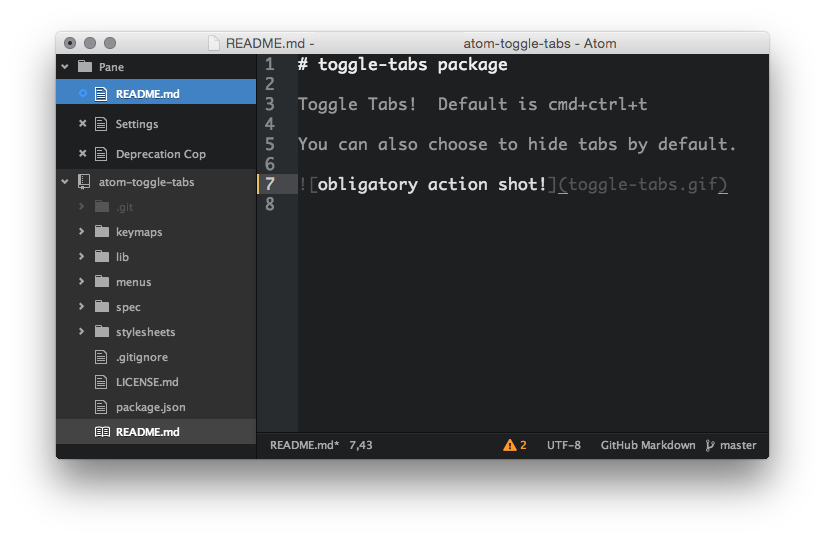 README.md - atom-toggle-tabs - Atom
Pane
README.md
Settings
Deprecation Cop
atom-toggle-tabs
.git
keymaps
lib
menus
spec
stylesheets
.gitignore
LICENSE.md
package.json
README.md
1 # toggle-tabs package
2
3 Toggle Tabs!  Default is cmd+ctrl+t
4
5 You can also choose to hide tabs by default.
6
7 ![obligatory action shot!](toggle-tabs.gif)
8
README.md* 7,43 2 UTF-8 GitHub Markdown master